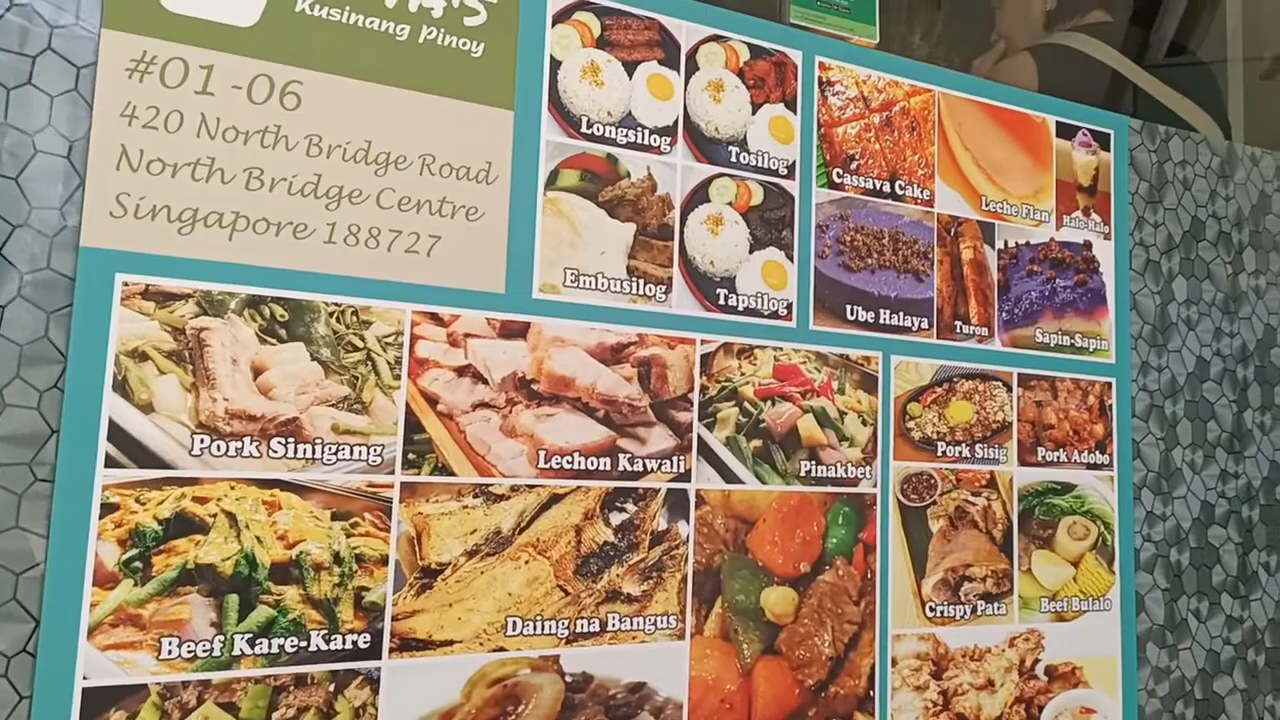 Kusinang Pinoy
#01-06
420 North Bridge Road
North Bridge Centre
Singapore 188727
Longsilog
Tosilog
Embusilog
Tapsilog
Cassava Cake
Leche Flan
Halo-Halo
Ube Halaya
Turon
Sapin-Sapin
Pork Sinigang
Lechon Kawali
Pinakbet
Beef Kare-Kare
Daing na Bangus
Pork Sisig
Pork Adobo
Crispy Pata
Beef Bulalo